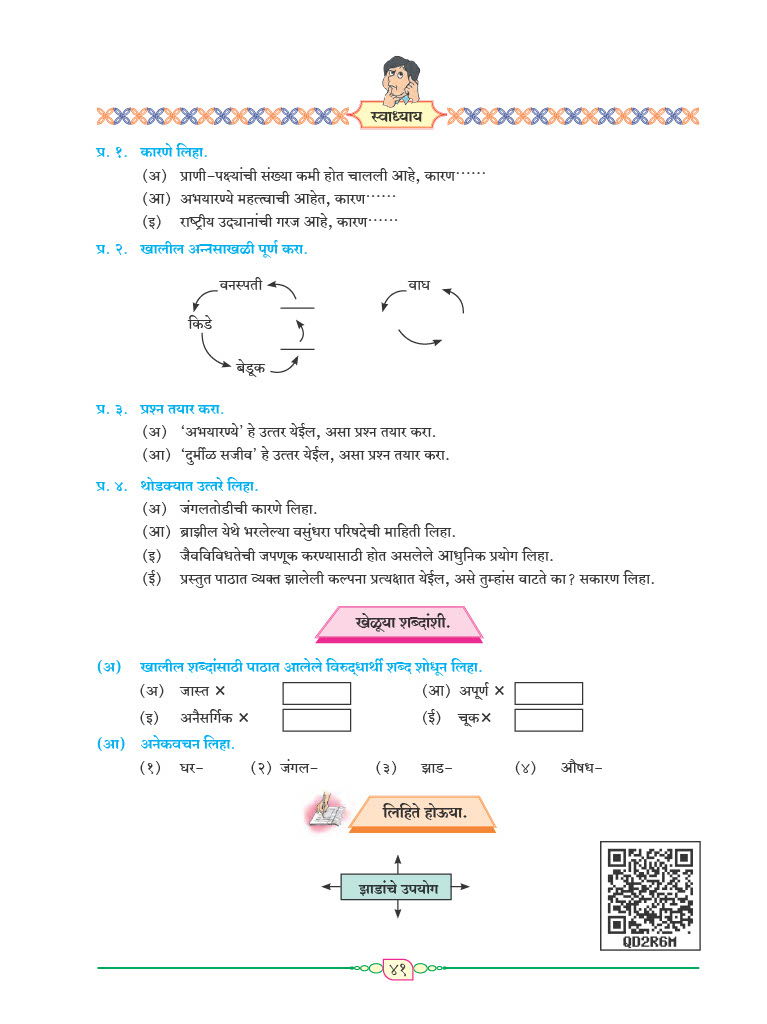 स्वाध्याय
प्र. १. कारणे लिहा.
(अ) प्राणी-पक्ष्यांची संख्या कमी होत चालली आहे, कारण······
(आ) अभयारण्ये महत्त्वाची आहेत, कारण······
(इ) राष्ट्रीय उद्यानांची गरज आहे, कारण······
प्र. २. खालील अन्नसाखळी पूर्ण करा.
वनस्पती
वाघ
किडे
बेडूक
प्र. ३. प्रश्न तयार करा.
(अ) ‘अभयारण्ये’ हे उत्तर येईल, असा प्रश्न तयार करा.
(आ) ‘दुर्मीळ सजीव’ हे उत्तर येईल, असा प्रश्न तयार करा.
प्र. ४. थोडक्यात उत्तरे लिहा.
(अ) जंगलतोडीची कारणे लिहा.
(आ) ब्राझील येथे भरलेल्या वसुंधरा परिषदेची माहिती लिहा.
(इ) जैवविविधतेची जपणूक करण्यासाठी होत असलेले आधुनिक प्रयोग लिहा.
(ई) प्रस्तुत पाठात व्यक्त झालेली कल्पना प्रत्यक्षात येईल, असे तुम्हांस वाटते का? सकारण लिहा.
खेळूया शब्दांशी.
(अ) खालील शब्दांसाठी पाठात आलेले विरुद्धार्थी शब्द शोधून लिहा.
(अ) जास्त × (आ) अपूर्ण ×
(इ) अनैसर्गिक × (ई) चूक×
(आ) अनेकवचन लिहा.
(१) घर- (२) जंगल- (३) झाड- (४) औषध-
लिहिते होऊया.
झाडांचे उपयोग
QD2R6M
४१